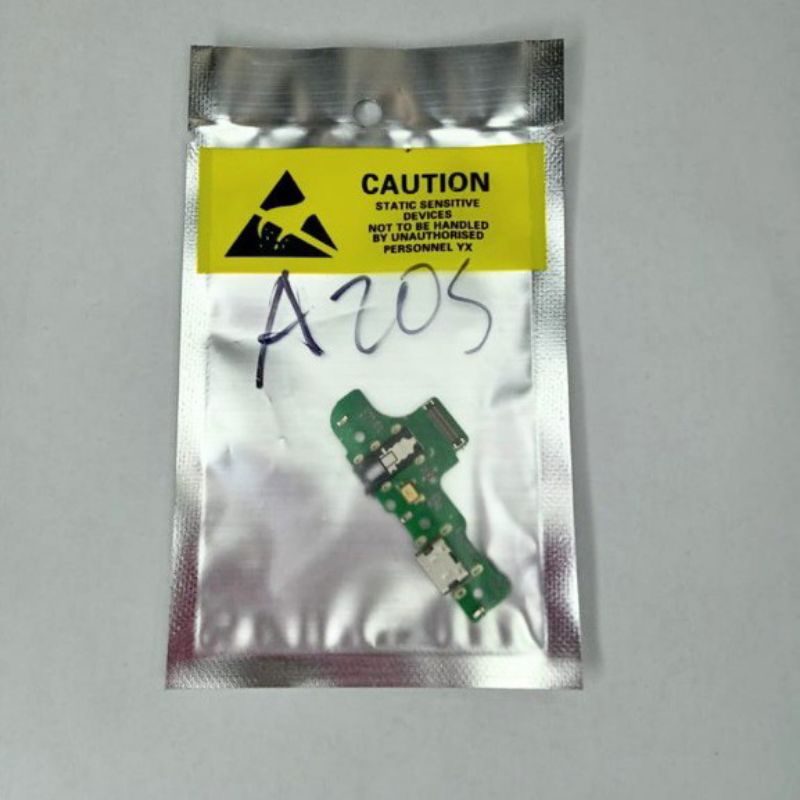 CAUTION
STATIC SENSITIVE
DEVICES
NOT TO BE HANDLED
BY UNAUTHORISED
PERSONNEL YX
A20S